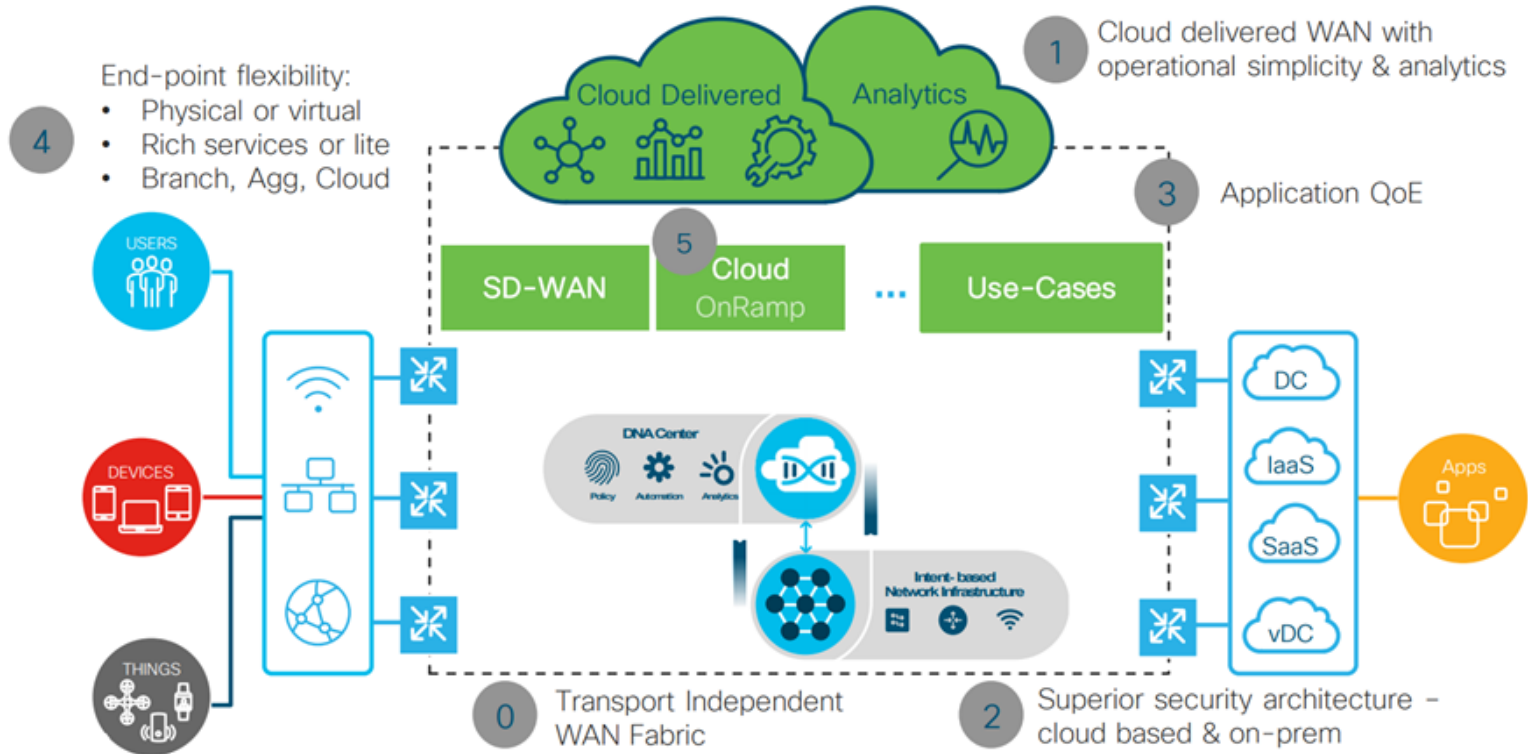 1
Cloud delivered WAN with
operational simplicity & analytics
End-point flexibility:
• Physical or virtual
• Rich services or lite
• Branch, Agg, Cloud
4
Cloud Delivered
Analytics
3
Application QoE
USERS
5
SD-WAN
Cloud
OnRamp
...
Use-Cases
DC
DNA Center
Policy
Automation
Analytics
IaaS
DEVICES
Apps
SaaS
Intent-based
Network Infrastructure
vDC
THINGS
0
Transport Independent
WAN Fabric
2
Superior security architecture –
cloud based & on-prem